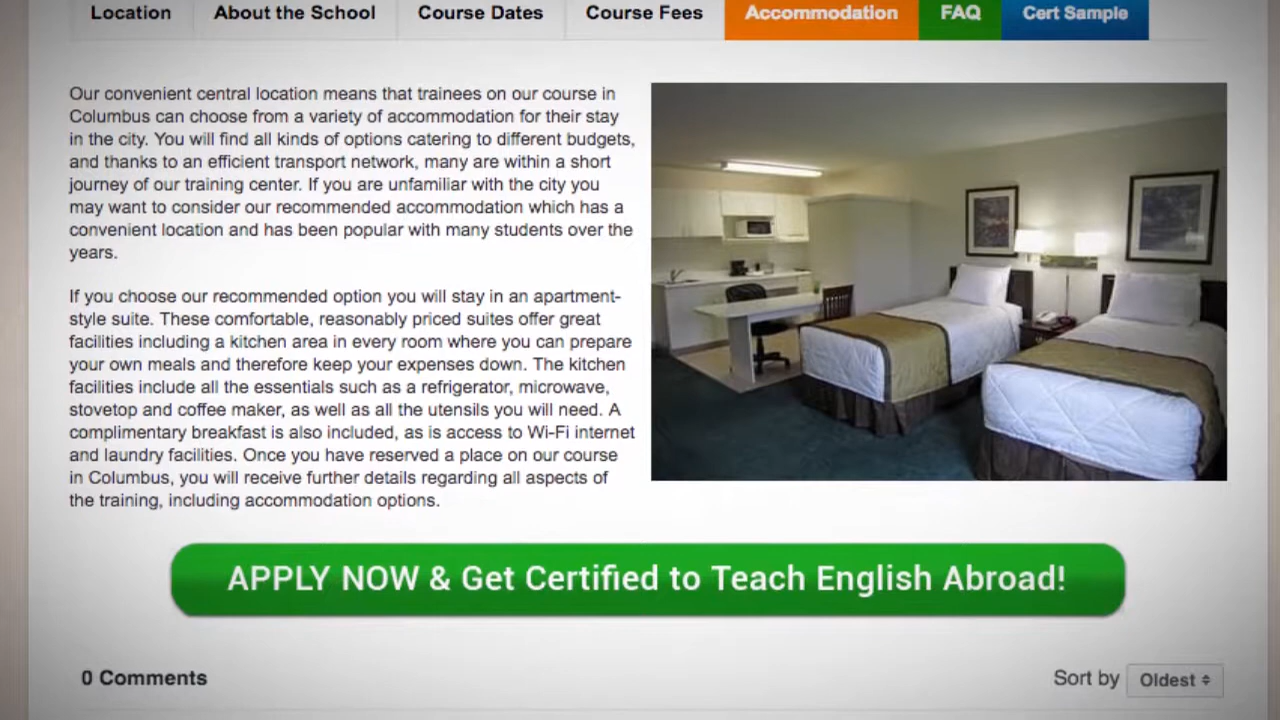 Location About the School Course Dates Course Fees Accommodation FAQ Cert Sample
Our convenient central location means that trainees on our course in
Columbus can choose from a variety of accommodation for their stay
in the city. You will find all kinds of options catering to different budgets,
and thanks to an efficient transport network, many are within a short
journey of our training center. If you are unfamiliar with the city you
may want to consider our recommended accommodation which has a
convenient location and has been popular with many students over the
years.
If you choose our recommended option you will stay in an apartment-
style suite. These comfortable, reasonably priced suites offer great
facilities including a kitchen area in every room where you can prepare
your own meals and therefore keep your expenses down. The kitchen
facilities include all the essentials such as a refrigerator, microwave,
stovetop and coffee maker, as well as all the utensils you will need. A
complimentary breakfast is also included, as is access to Wi-Fi internet
and laundry facilities. Once you have reserved a place on our course
in Columbus, you will receive further details regarding all aspects of
the training, including accommodation options.
APPLY NOW & Get Certified to Teach English Abroad!
0 Comments Sort by Oldest